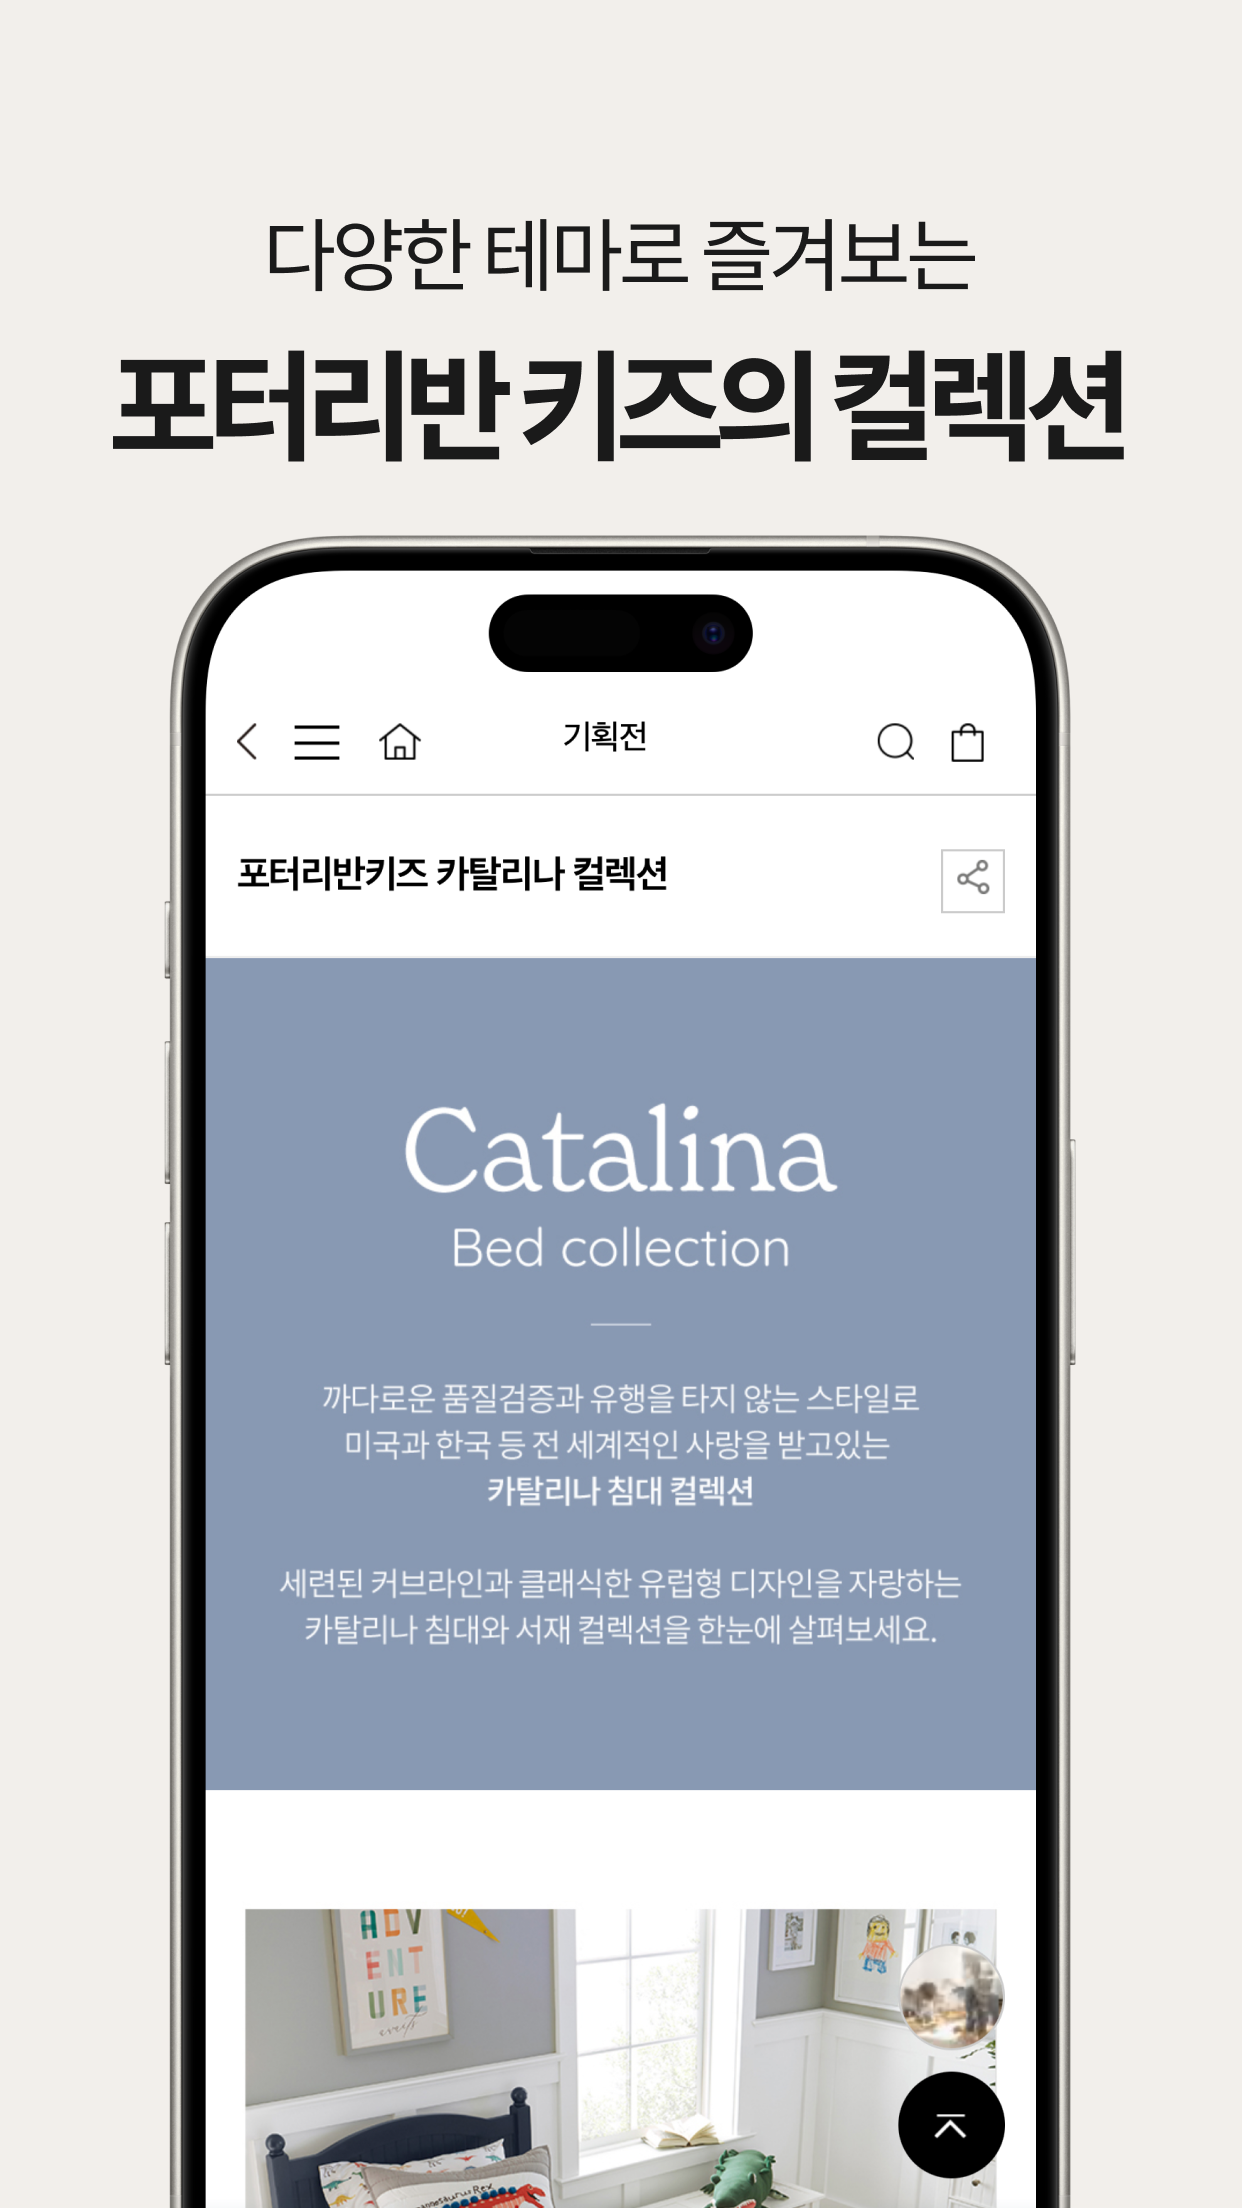 다양한 테마로 즐겨보는
포터리반 키즈의 컬렉션
기획전
포터리반키즈 카탈리나 컬렉션
Catalina
Bed collection
까다로운 품질검증과 유행을 타지 않는 스타일로
미국과 한국 등 전 세계적인 사랑을 받고있는
카탈리나 침대 컬렉션
세련된 커브라인과 클래식한 유럽형 디자인을 자랑하는
카탈리나 침대와 서재 컬렉션을 한눈에 살펴보세요.
ADV
ENT
URE
awaits